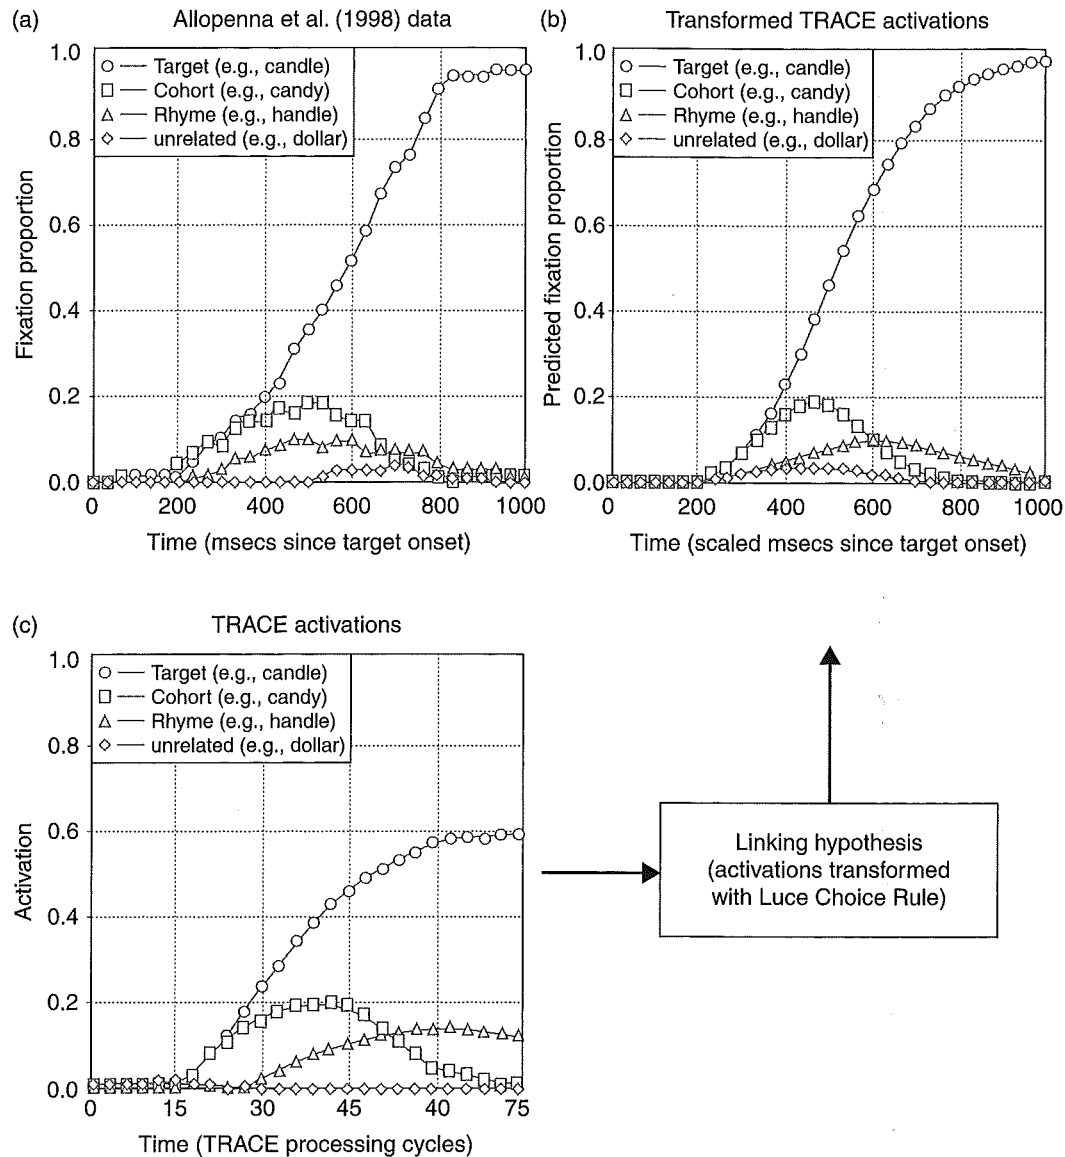 (a)
Allopenna et al. (1998) data
1.0
0.8
0.6
0.4
0.2
0.0
Fixation proportion
Target (e.g., candle)
Cohort (e.g., candy)
Rhyme (e.g., handle)
unrelated (e.g., dollar)
0 200 400 600 800 1000
Time (msecs since target onset)
(b)
Transformed TRACE activations
1.0
0.8
0.6
0.4
0.2
0.0
Predicted fixation proportion
Target (e.g., candle)
Cohort (e.g., candy)
Rhyme (e.g., handle)
unrelated (e.g., dollar)
0 200 400 600 800 1000
Time (scaled msecs since target onset)
(c)
TRACE activations
1.0
0.8
0.6
0.4
0.2
0.0
Activation
Target (e.g., candle)
Cohort (e.g., candy)
Rhyme (e.g., handle)
unrelated (e.g., dollar)
0 15 30 45 40 75
Time (TRACE processing cycles)
Linking hypothesis
(activations transformed
with Luce Choice Rule)